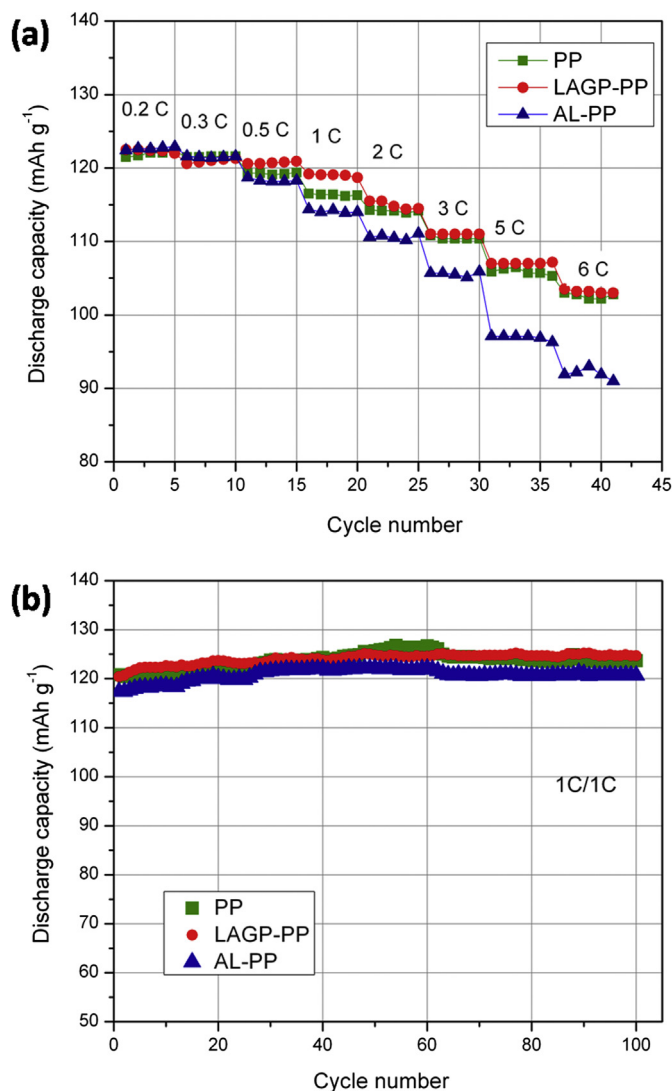 (a)
140
130
120
110
100
90
80
0 5 10 15 20 25 30 35 40 45
Discharge capacity (mAh g⁻¹)
Cycle number
PP
LAGP-PP
AL-PP
0.2 C
0.3 C
0.5 C
1 C
2 C
3 C
5 C
6 C
(b)
140
130
120
110
100
90
80
70
60
50
0 20 40 60 80 100
Discharge capacity (mAh g⁻¹)
Cycle number
1C/1C
PP
LAGP-PP
AL-PP